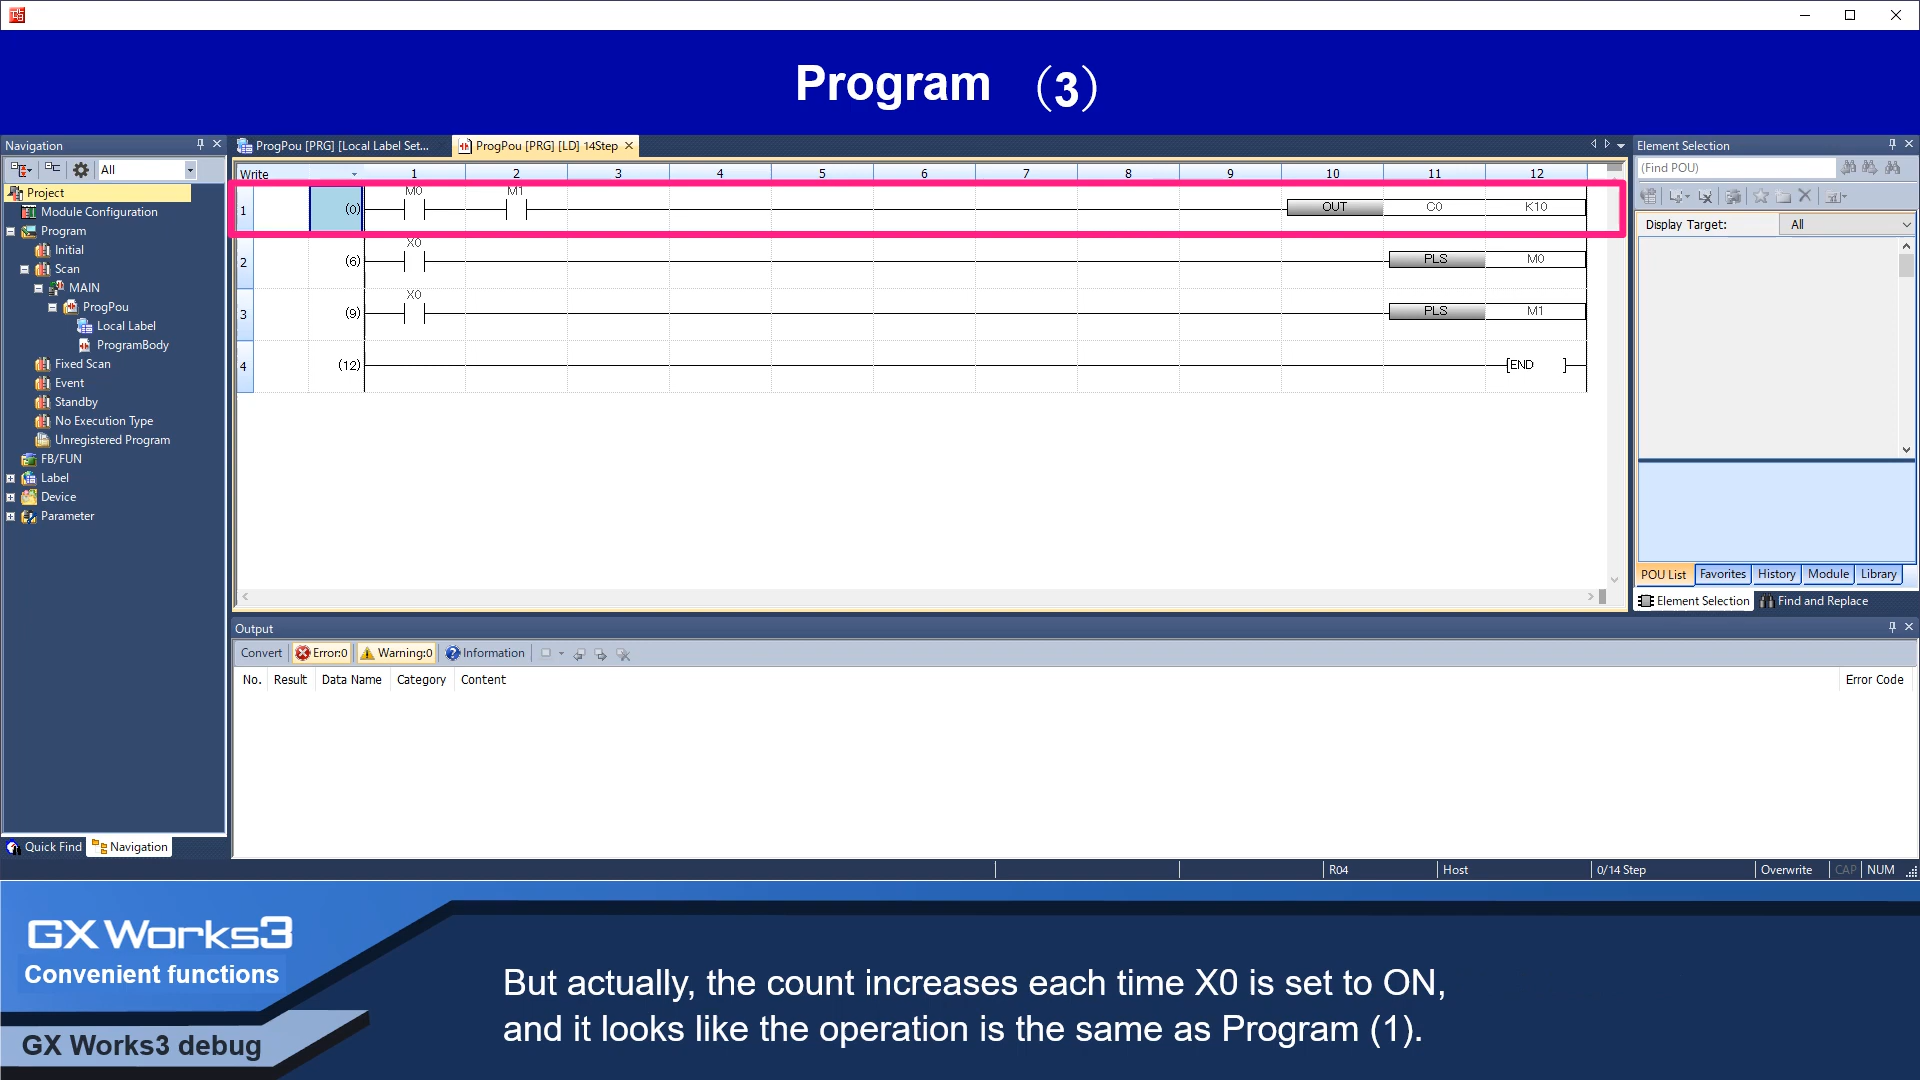 Program （3）
Navigation
All
Project
Module Configuration
Program
Initial
Scan
MAIN
ProgPou
Local Label
ProgramBody
Fixed Scan
Event
Standby
No Execution Type
Unregistered Program
FB/FUN
Label
Device
Parameter
Quick Find Navigation
ProgPou [PRG] [Local Label Set...
ProgPou [PRG] [LD] 14Step
Write 1 2 3 4 5 6 7 8 9 10 11 12
M0 M1
1 (0) OUT C0 K10
X0
2 (6) PLS M0
X0
3 (9) PLS M1
4 (12) [END ]
Element Selection
(Find POU)
Display Target: All
POU List Favorites History Module Library
Element Selection Find and Replace
Output
Convert Error:0 Warning:0 Information
No. Result Data Name Category Content Error Code
R04 Host 0/14 Step Overwrite CAP NUM
GX Works3
Convenient functions
GX Works3 debug
But actually, the count increases each time X0 is set to ON,
and it looks like the operation is the same as Program (1).